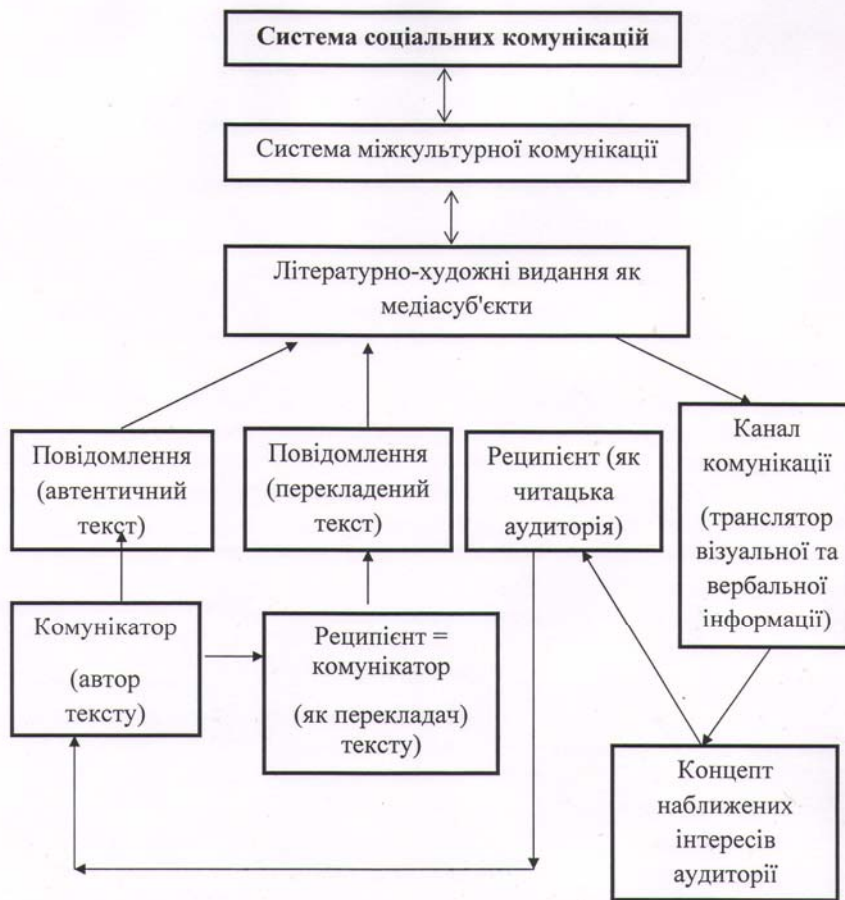 Система соціальних комунікацій
Система міжкультурної комунікації
Літературно-художні видання як
медіасуб'єкти
Повідомлення
(автентичний
текст)
Повідомлення
(перекладений
текст)
Реципієнт (як
читацька
аудиторія)
Канал
комунікації
(транслятор
візуальної та
вербальної
інформації)
Комунікатор
(автор
тексту)
Реципієнт =
комунікатор
(як перекладач)
тексту)
Концепт
наближених
інтересів
аудиторії